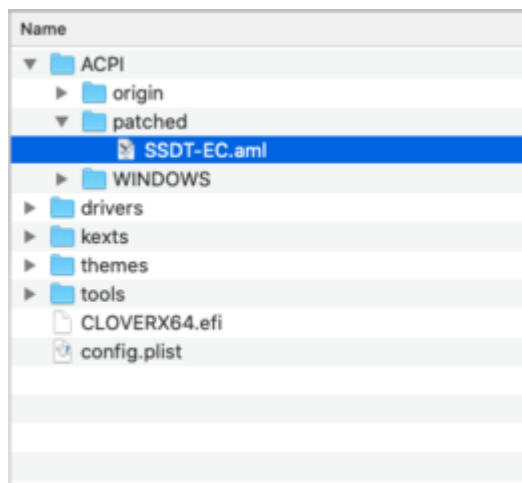 Name
ACPI
origin
patched
SSDT-EC.aml
WINDOWS
drivers
kexts
themes
tools
CLOVERX64.efi
config.plist